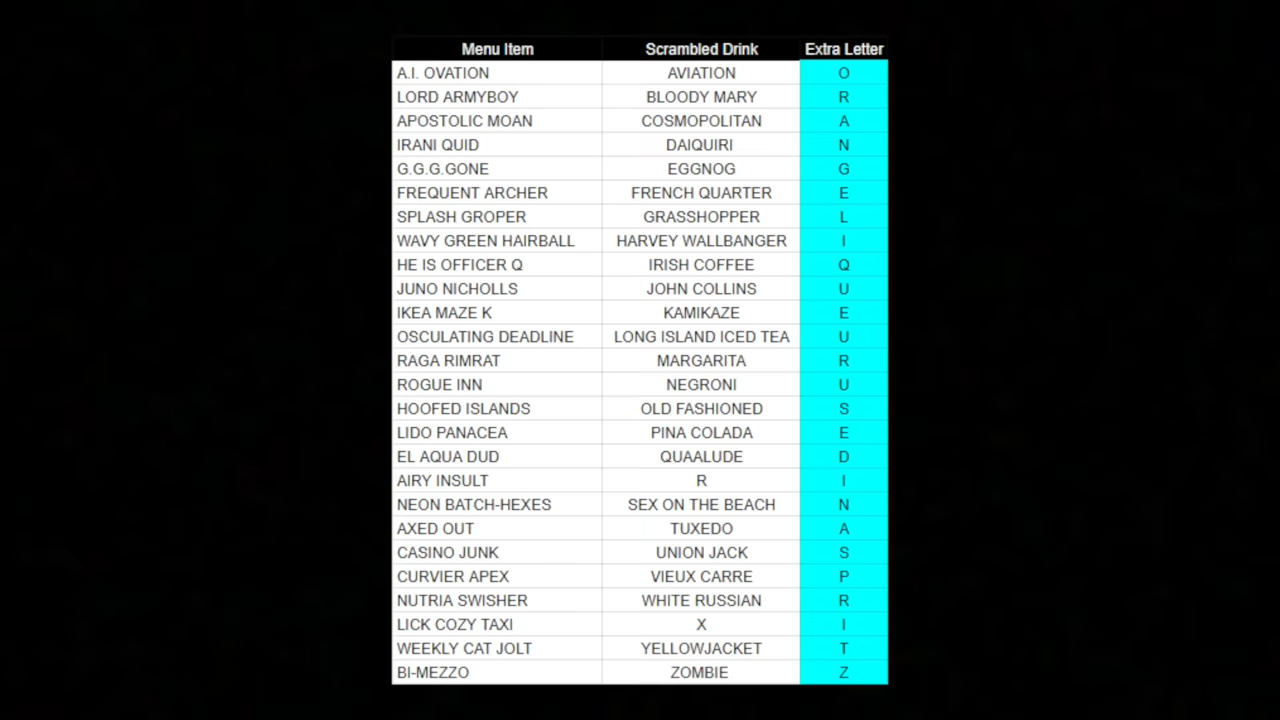 Menu Item Scrambled Drink Extra Letter
A.I. OVATION AVIATION O
LORD ARMYBOY BLOODY MARY R
APOSTOLIC MOAN COSMOPOLITAN A
IRANI QUID DAIQUIRI N
G.G.G.GONE EGGNOG G
FREQUENT ARCHER FRENCH QUARTER E
SPLASH GROPER GRASSHOPPER L
WAVY GREEN HAIRBALL HARVEY WALLBANGER I
HE IS OFFICER Q IRISH COFFEE Q
JUNO NICHOLLS JOHN COLLINS U
IKEA MAZE K KAMIKAZE E
OSCULATING DEADLINE LONG ISLAND ICED TEA U
RAGA RIMRAT MARGARITA R
ROGUE INN NEGRONI U
HOOFED ISLANDS OLD FASHIONED S
LIDO PANACEA PINA COLADA E
EL AQUA DUD QUAALUDE D
AIRY INSULT R I
NEON BATCH-HEXES SEX ON THE BEACH N
AXED OUT TUXEDO A
CASINO JUNK UNION JACK S
CURVIER APEX VIEUX CARRE P
NUTRIA SWISHER WHITE RUSSIAN R
LICK COZY TAXI X I
WEEKLY CAT JOLT YELLOWJACKET T
BI-MEZZO ZOMBIE Z